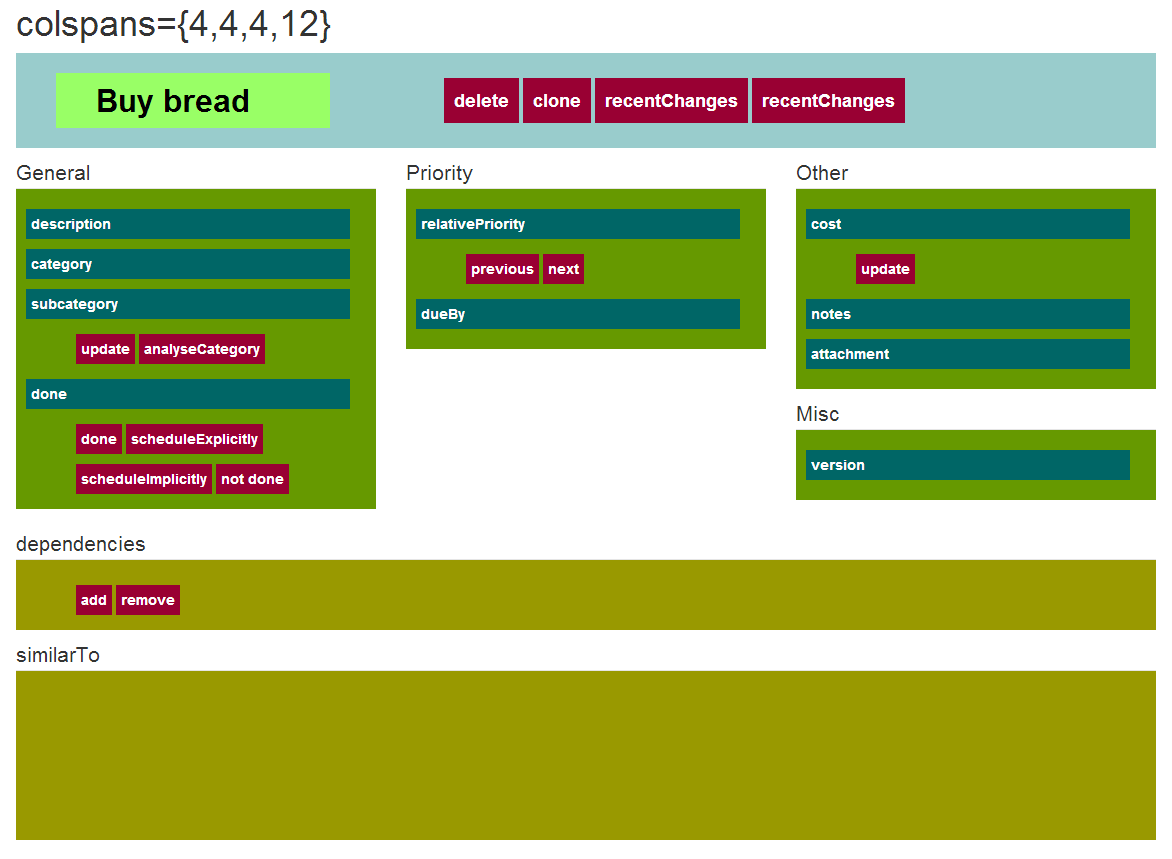 colspans={4,4,4,12}
Buy bread
delete clone recentChanges recentChanges
General
description
category
subcategory
update analyseCategory
done
done scheduleExplicitly
scheduleImplicitly not done
Priority
relativePriority
previous next
dueBy
Other
cost
update
notes
attachment
Misc
version
dependencies
add remove
similarTo